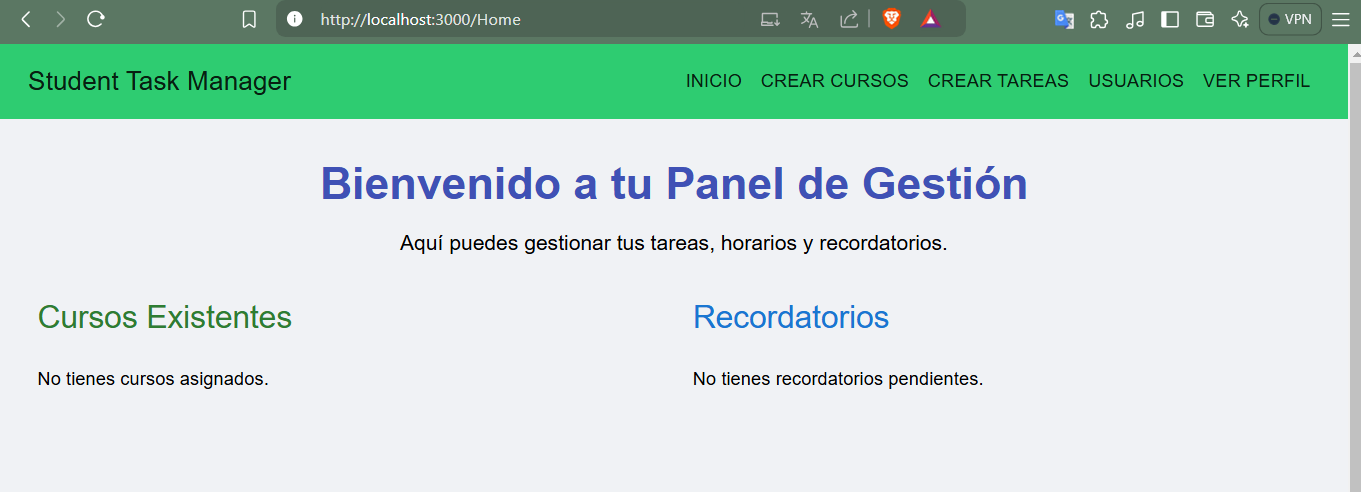 http://localhost:3000/Home
VPN
Student Task Manager
INICIO CREAR CURSOS CREAR TAREAS USUARIOS VER PERFIL
Bienvenido a tu Panel de Gestión
Aquí puedes gestionar tus tareas, horarios y recordatorios.
Cursos Existentes
No tienes cursos asignados.
Recordatorios
No tienes recordatorios pendientes.